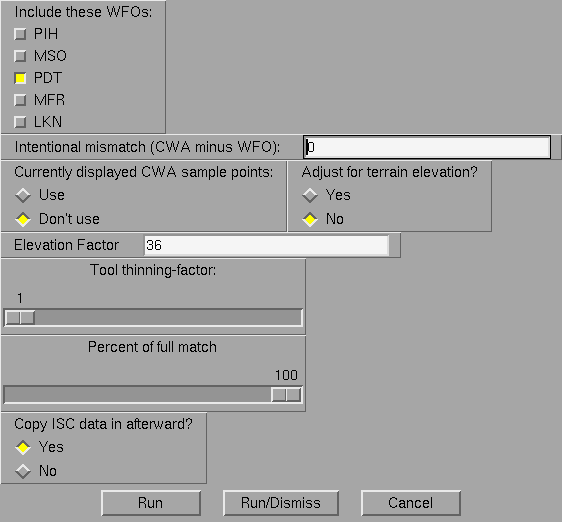 Include these WFOs:
PIH
MSO
PDT
MFR
LKN
Intentional mismatch (CWA minus WFO): 0
Currently displayed CWA sample points:
Use
Don't use
Adjust for terrain elevation?
Yes
No
Elevation Factor 36
Tool thinning-factor:
1
Percent of full match
100
Copy ISC data in afterward?
Yes
No
Run Run/Dismiss Cancel